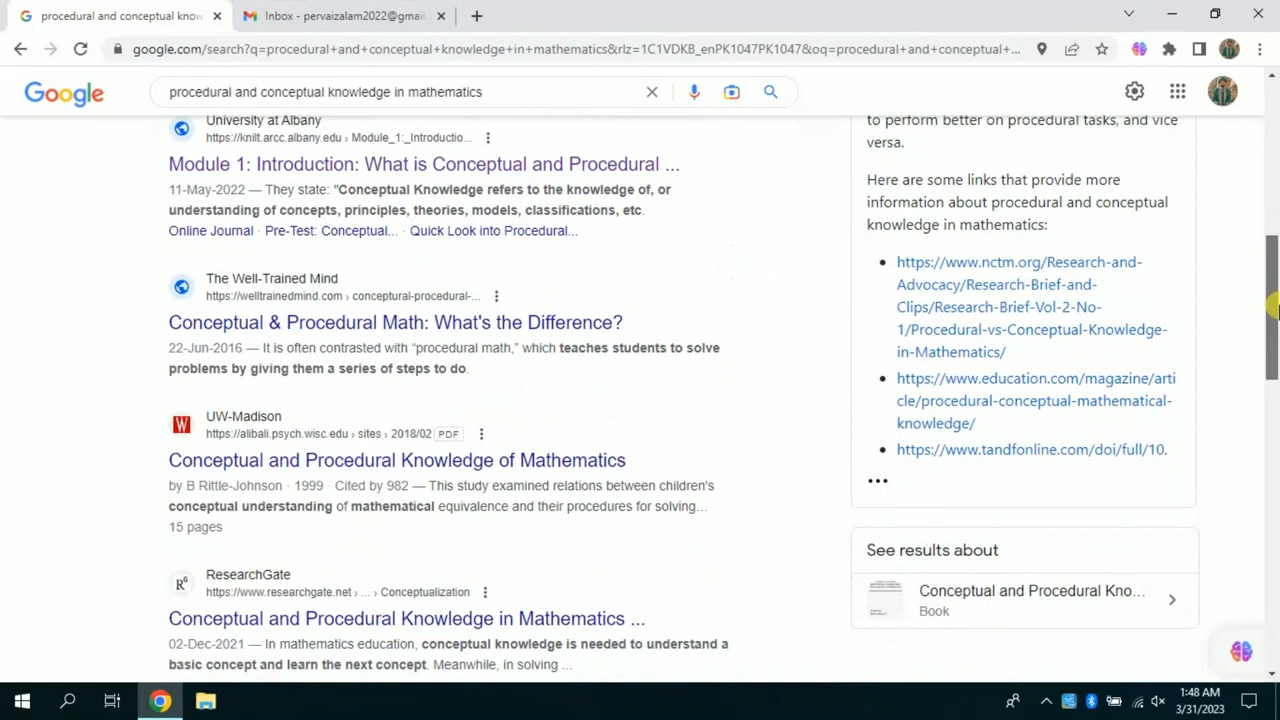 procedural and conceptual know
Inbox - pervaizalam2022@gmail
google.com/search?q=procedural+and+conceptual+knowledge+in+mathematics&rlz=1C1VDKB_enPK1047PK1047&oq=procedural+and+conceptual+...
Google
procedural and conceptual knowledge in mathematics
University at Albany
https://knilt.arcc.albany.edu › Module_1:_Introductio...
Module 1: Introduction: What is Conceptual and Procedural ...
11-May-2022 — They state: "Conceptual Knowledge refers to the knowledge of, or
understanding of concepts, principles, theories, models, classifications, etc.
Online Journal · Pre-Test: Conceptual... · Quick Look into Procedural...
The Well-Trained Mind
https://welltrainedmind.com › conceptural-procedural-...
Conceptual & Procedural Math: What's the Difference?
22-Jun-2016 — It is often contrasted with “procedural math,” which teaches students to solve
problems by giving them a series of steps to do.
UW-Madison
https://alibali.psych.wisc.edu › sites › 2018/02 PDF
Conceptual and Procedural Knowledge of Mathematics
by B Rittle-Johnson · 1999 · Cited by 982 — This study examined relations between children's
conceptual understanding of mathematical equivalence and their procedures for solving...
15 pages
ResearchGate
https://www.researchgate.net › ... › Conceptualization
Conceptual and Procedural Knowledge in Mathematics ...
02-Dec-2021 — In mathematics education, conceptual knowledge is needed to understand a
basic concept and learn the next concept. Meanwhile, in solving ...
to perform better on procedural tasks, and vice
versa.
Here are some links that provide more
information about procedural and conceptual
knowledge in mathematics:
https://www.nctm.org/Research-and-
Advocacy/Research-Brief-and-
Clips/Research-Brief-Vol-2-No-
1/Procedural-vs-Conceptual-Knowledge-
in-Mathematics/
https://www.education.com/magazine/arti
cle/procedural-conceptual-mathematical-
knowledge/
https://www.tandfonline.com/doi/full/10.
See results about
Conceptual and Procedural Kno...
Book
1:48 AM
3/31/2023